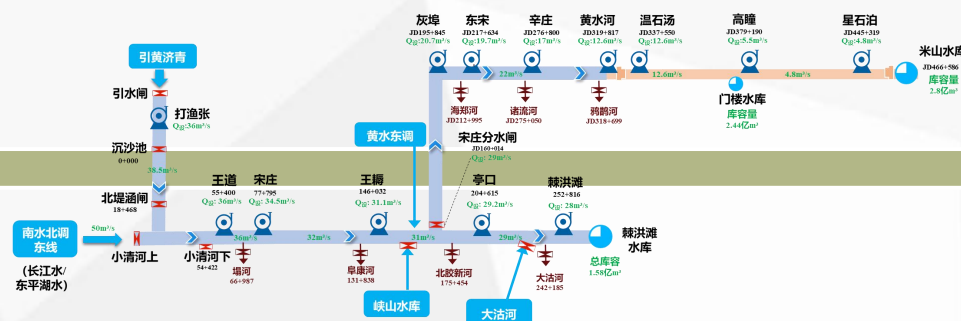 灰埠
JD195+845
Q设=20.7m³/s
东宋
JD217+634
Q设=19.7m³/s
辛庄
JD276+800
Q设=17m³/s
黄水河
JD319+817
Q设=12.6m³/s
温石汤
JD337+550
Q设=12.6m³/s
高疃
JD379+190
Q设=5.5m³/s
星石泊
JD445+319
Q设=4.8m³/s
米山水库
JD466+586
库容量
2.8亿m³
22m³/s
12.6m³/s
4.8m³/s
海郑河
JD212+995
诸流河
JD275+050
鸦鹊河
JD318+699
门楼水库
库容量
2.44亿m³
引黄济青
引水闸
打渔张
Q设=36m³/s
沉沙池
0+000
38.5m³/s
北堤涵闸
18+468
黄水东调
宋庄分水闸
JD160+014
Q设: 29m³/s
王道
55+400
Q设: 36m³/s
宋庄
77+795
Q设: 34.5m³/s
王耨
146+032
Q设: 31.1m³/s
亭口
204+615
Q设: 29.2m³/s
棘洪滩
252+816
Q设: 28m³/s
南水北调
东线
50m³/s
(长江水/
东平湖水)
小清河上
小清河下
54+422
36m³/s
32m³/s
31m³/s
29m³/s
塌河
66+987
阜康河
131+838
北胶新河
175+454
大沽河
242+185
棘洪滩
水库
总库容
1.58亿m³
峡山水库
大沽河